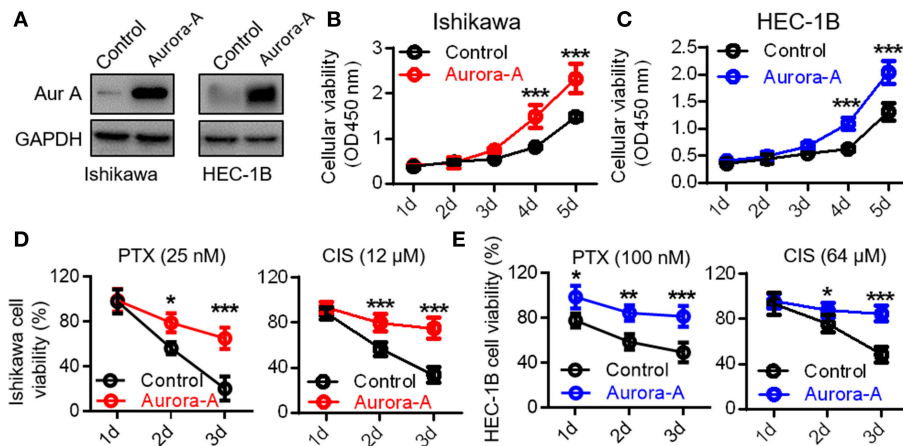 A
Control
Aurora-A
Control
Aurora-A
Aur A
GAPDH
Ishikawa
HEC-1B
B
Ishikawa
Cellular viability
(OD450 nm)
3
2
1
0
Control
Aurora-A
***
***
1d 2d 3d 4d 5d
C
HEC-1B
Cellular viability
(OD450 nm)
2.5
2.0
1.5
1.0
0.5
0.0
Control
Aurora-A
***
***
1d 2d 3d 4d 5d
D
PTX (25 nM)
Ishikawa cell
viability (%)
120
80
40
0
*
***
Control
Aurora-A
1d 2d 3d
CIS (12 µM)
120
80
40
0
***
***
Control
Aurora-A
1d 2d 3d
E
PTX (100 nM)
HEC-1B cell viability (%)
120
80
40
0
*
**
***
Control
Aurora-A
1d 2d 3d
CIS (64 µM)
120
80
40
0
*
***
Control
Aurora-A
1d 2d 3d